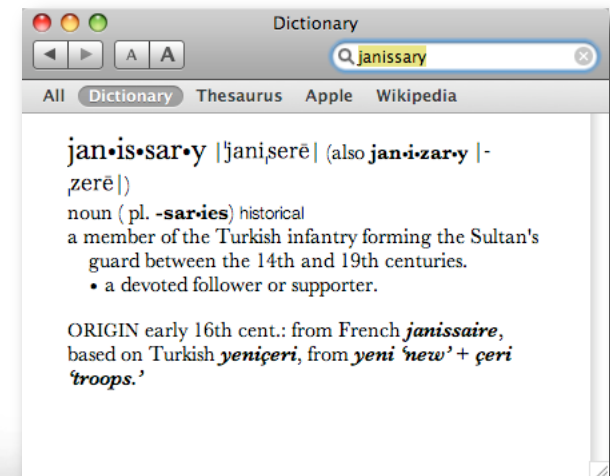 Dictionary
A A janissary
All Dictionary Thesaurus Apple Wikipedia
jan•is•sar•y |ˈjaniˌserē| (also jan•i•zar•y |-
ˌzerē|)
noun ( pl. -sar•ies) historical
a member of the Turkish infantry forming the Sultan's
guard between the 14th and 19th centuries.
• a devoted follower or supporter.
ORIGIN early 16th cent.: from French janissaire,
based on Turkish yeniçeri, from yeni ‘new’ + çeri
‘troops.’